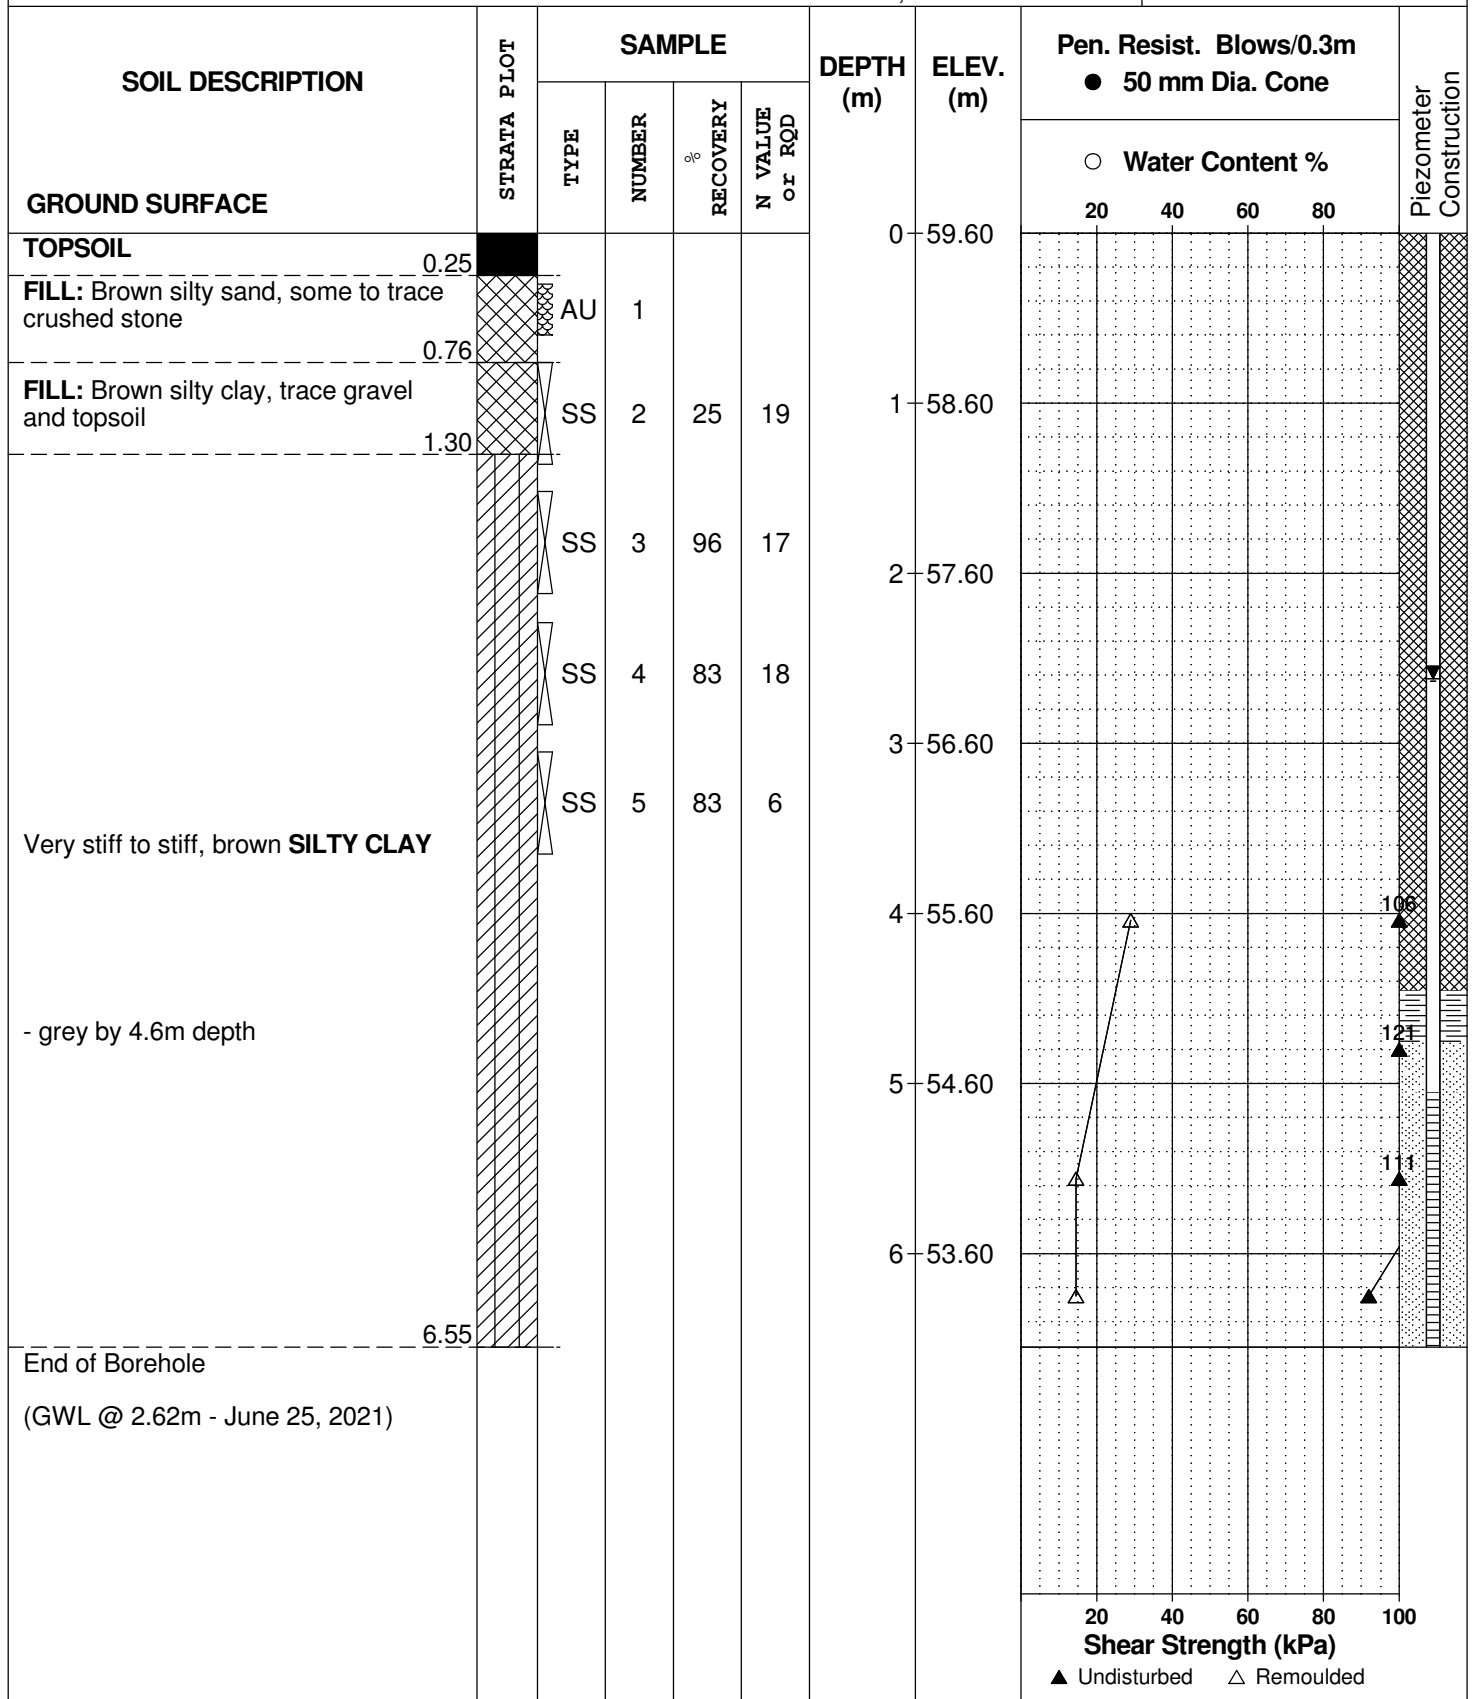 SOIL DESCRIPTION
GROUND SURFACE
STRATA PLOT
SAMPLE
TYPE
NUMBER
% RECOVERY
N VALUE or RQD
DEPTH
(m)
ELEV.
(m)
Pen. Resist. Blows/0.3m
● 50 mm Dia. Cone
○ Water Content %
20 40 60 80
Piezometer
Construction
0 59.60
TOPSOIL
0.25
FILL: Brown silty sand, some to trace
crushed stone
AU 1
0.76
FILL: Brown silty clay, trace gravel
and topsoil
SS 2 25 19
1 58.60
1.30
SS 3 96 17
2 57.60
SS 4 83 18
3 56.60
SS 5 83 6
Very stiff to stiff, brown SILTY CLAY
4 55.60
106
- grey by 4.6m depth
121
5 54.60
111
6 53.60
6.55
End of Borehole
(GWL @ 2.62m - June 25, 2021)
20 40 60 80 100
Shear Strength (kPa)
▲ Undisturbed △ Remoulded